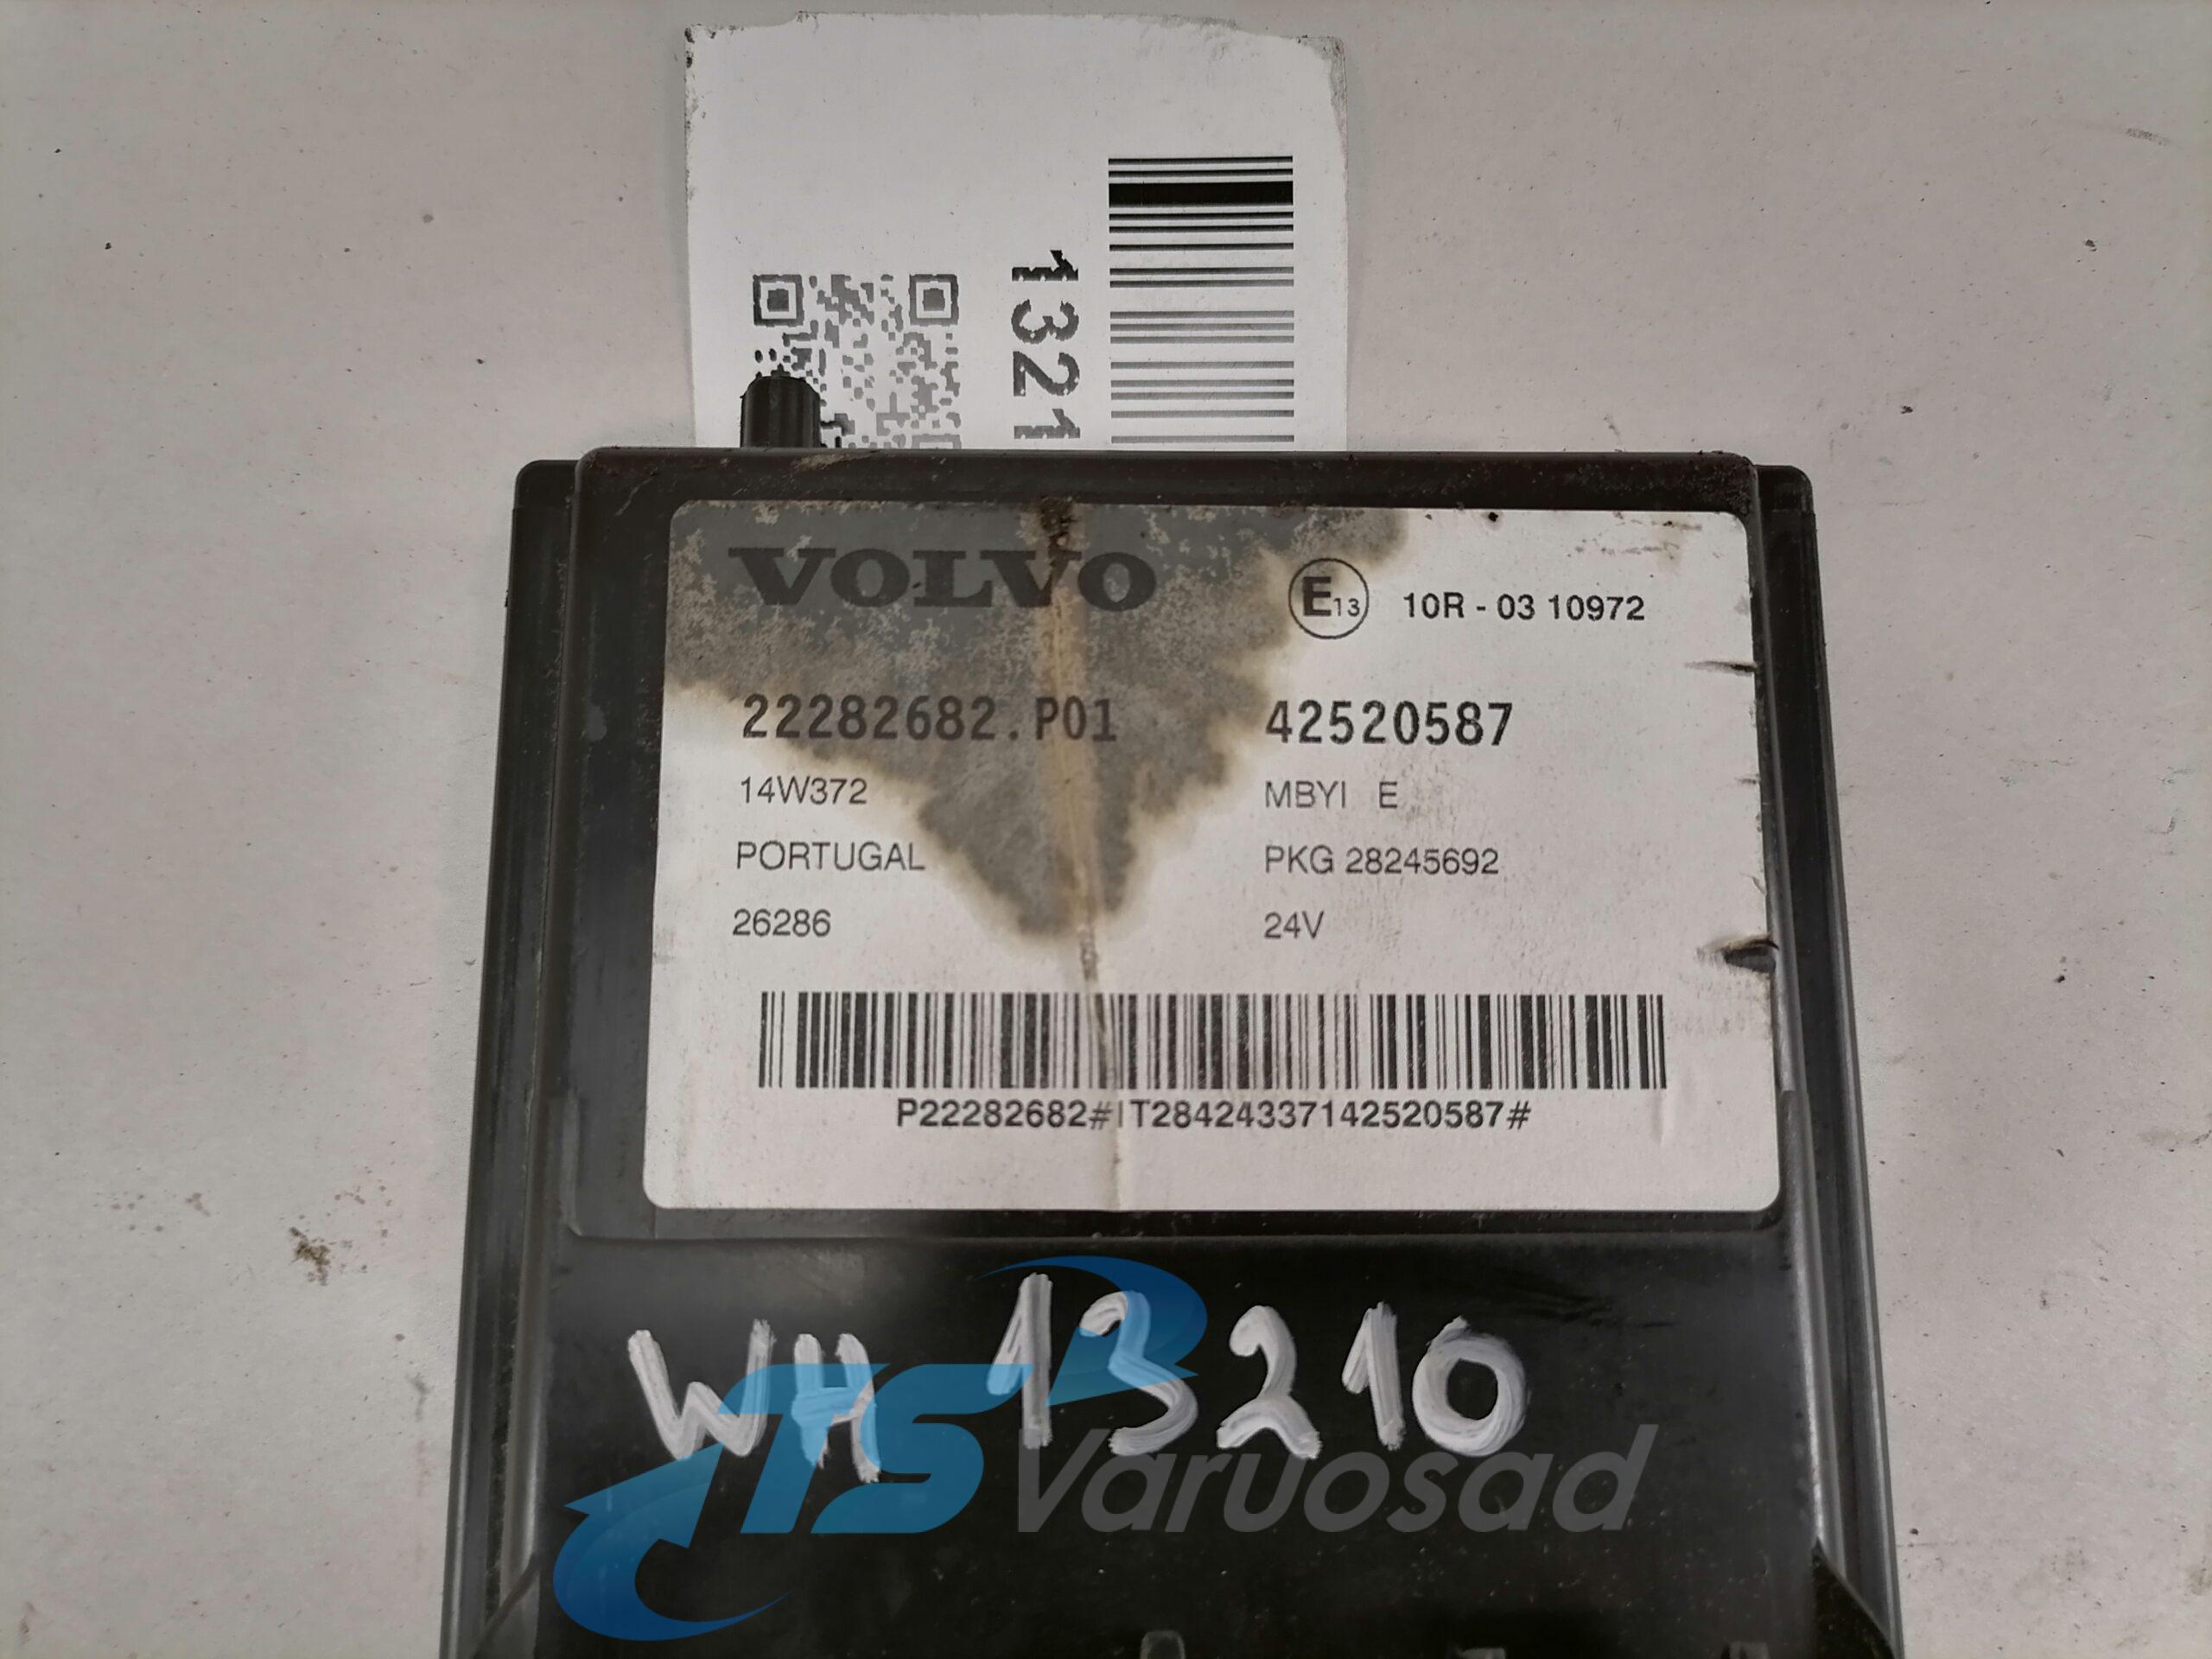 1321
VOLVO
E13 10R - 03 10972
22282682.P01 42520587
14W372 MBYI E
PORTUGAL PKG 28245692
26286 24V
P22282682#IT28424337142520587#
WH 13210
TS Varuosad